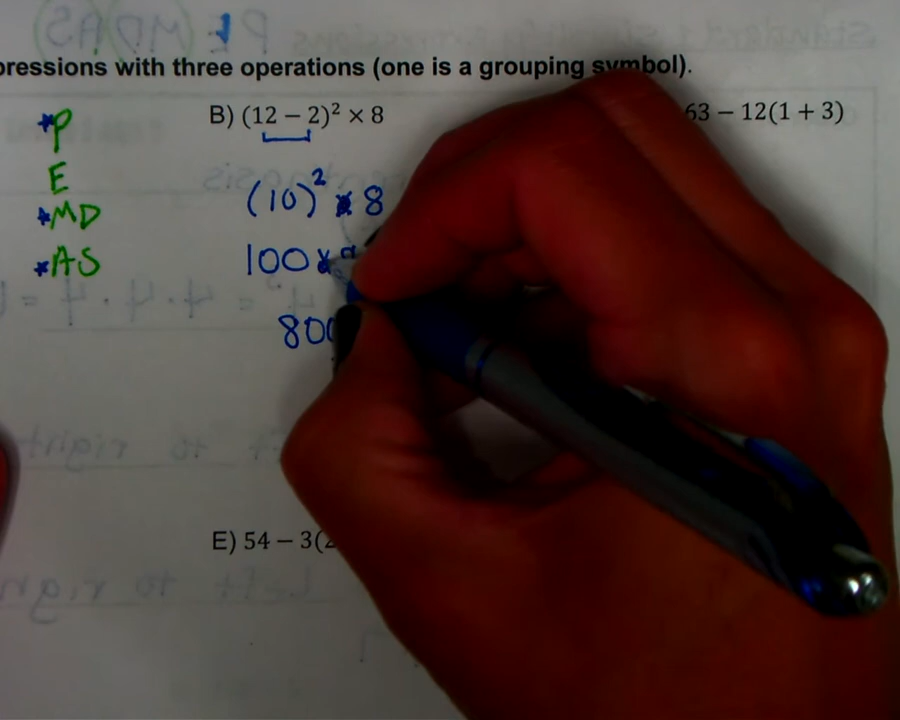 pressions with three operations (one is a grouping symbol).
*P
E
*MD
*AS
B) (12 − 2)² × 8
(10)² × 8
100 ×
800
63 − 12(1 + 3)
E) 54 − 3(2